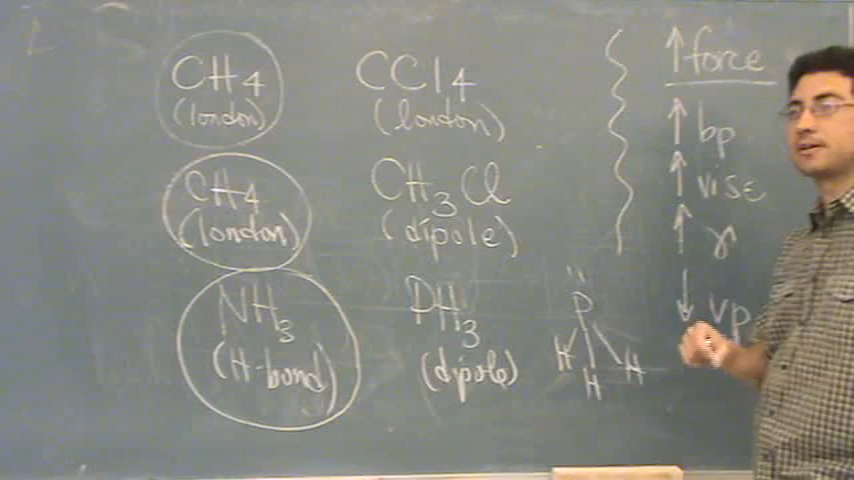 CH4 CCl4
(london) (london)
CH4 CH3Cl
(london) (dipole)
NH3 PH3
(H-bond) (dipole)
P
H H H
↑ force
↑ bp
↑ visc
↑ γ
↓ vp